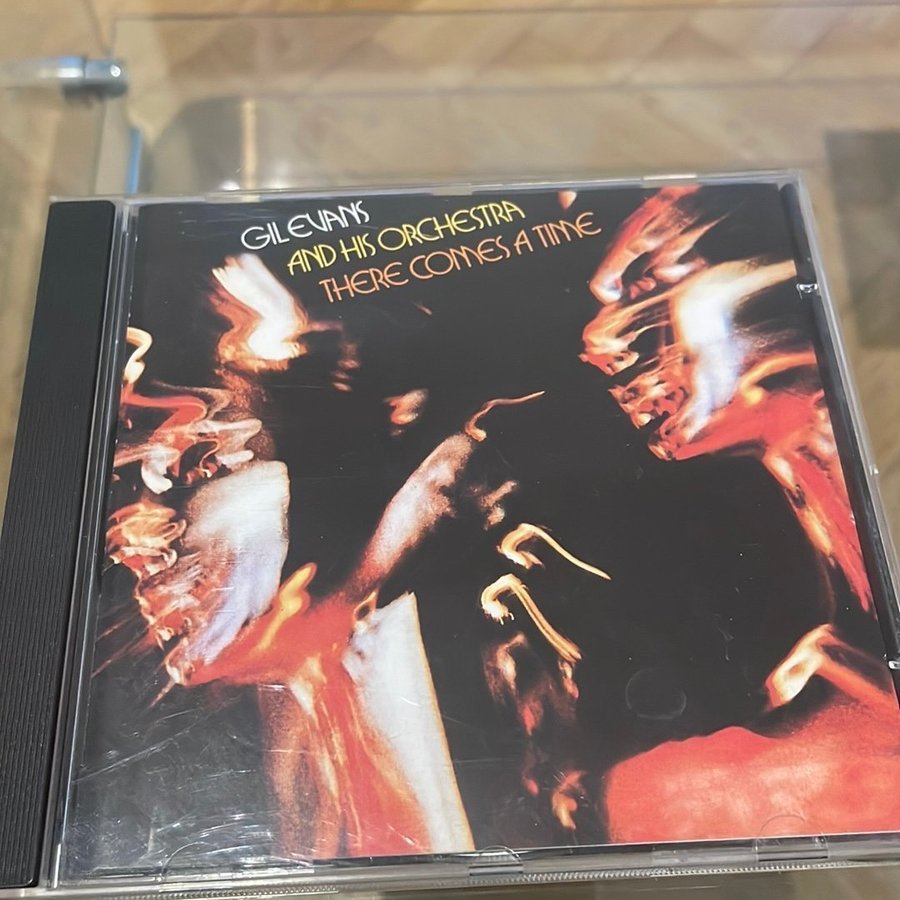 GIL EVANS
AND HIS ORCHESTRA
THERE COMES A TIME